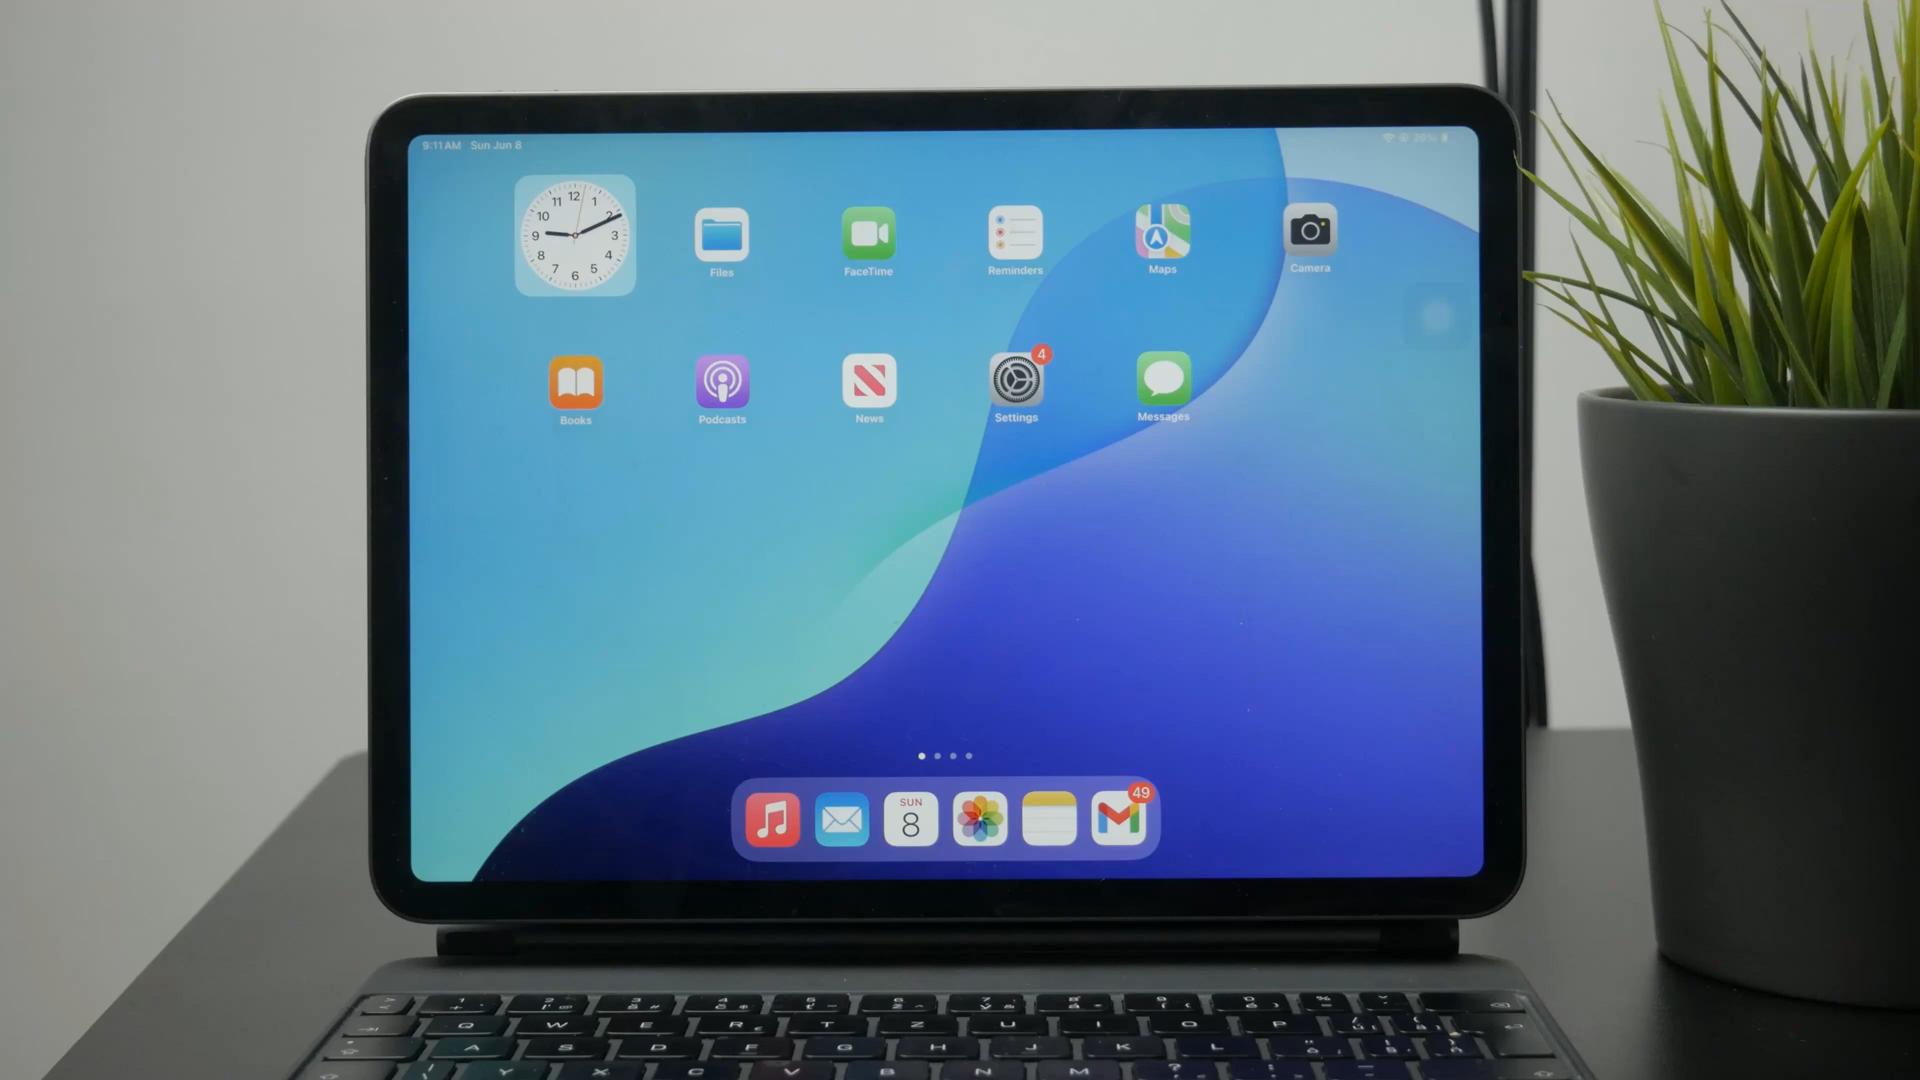 9:11 AM Sun Jun 8
20%
12
11 1
10 2
9 3
8 4
7 5
6
Files
FaceTime
Reminders
Maps
Camera
4
Books
Podcasts
News
Settings
Messages
SUN
8
49
Q W E R T Z U I O P
A S D F G H J K L
Y X C V B N M